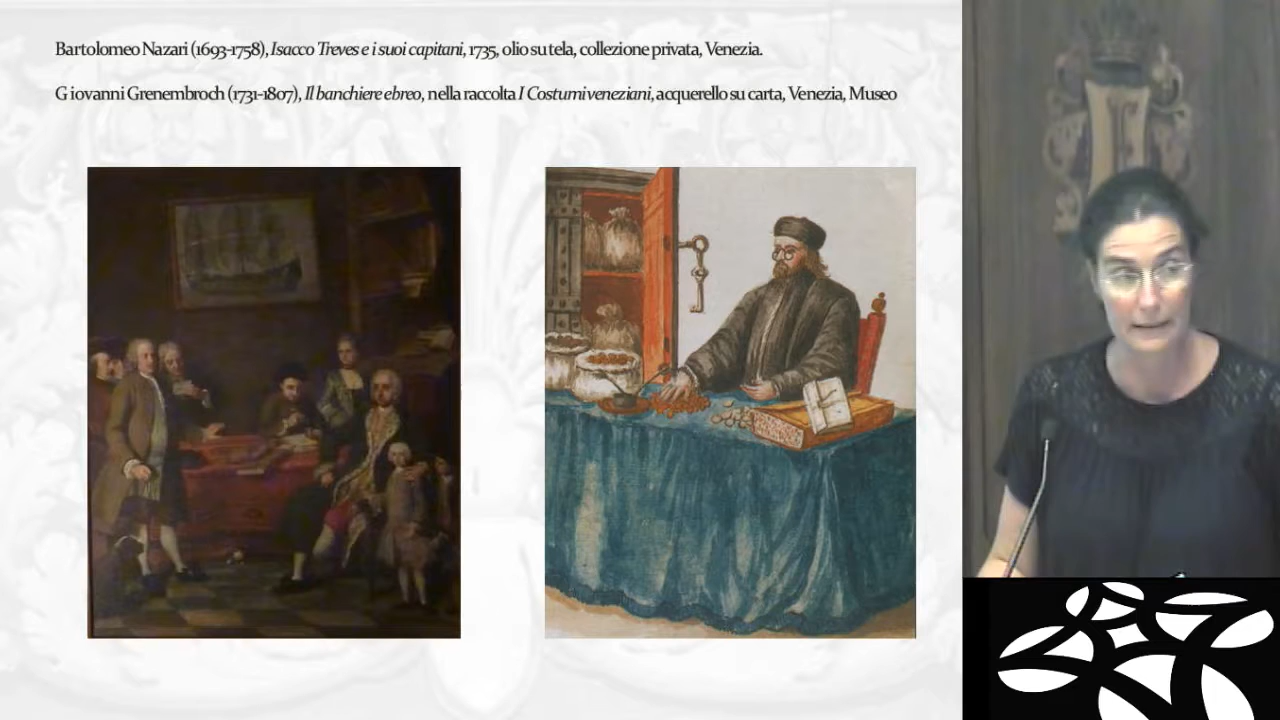 Bartolomeo Nazari (1693-1758), Isacco Treves e i suoi capitani, 1735, olio su tela, collezione privata, Venezia.
Giovanni Grenembroch (1731-1807), Il banchiere ebreo, nella raccolta I Costumi veneziani, acquerello su carta, Venezia, Museo